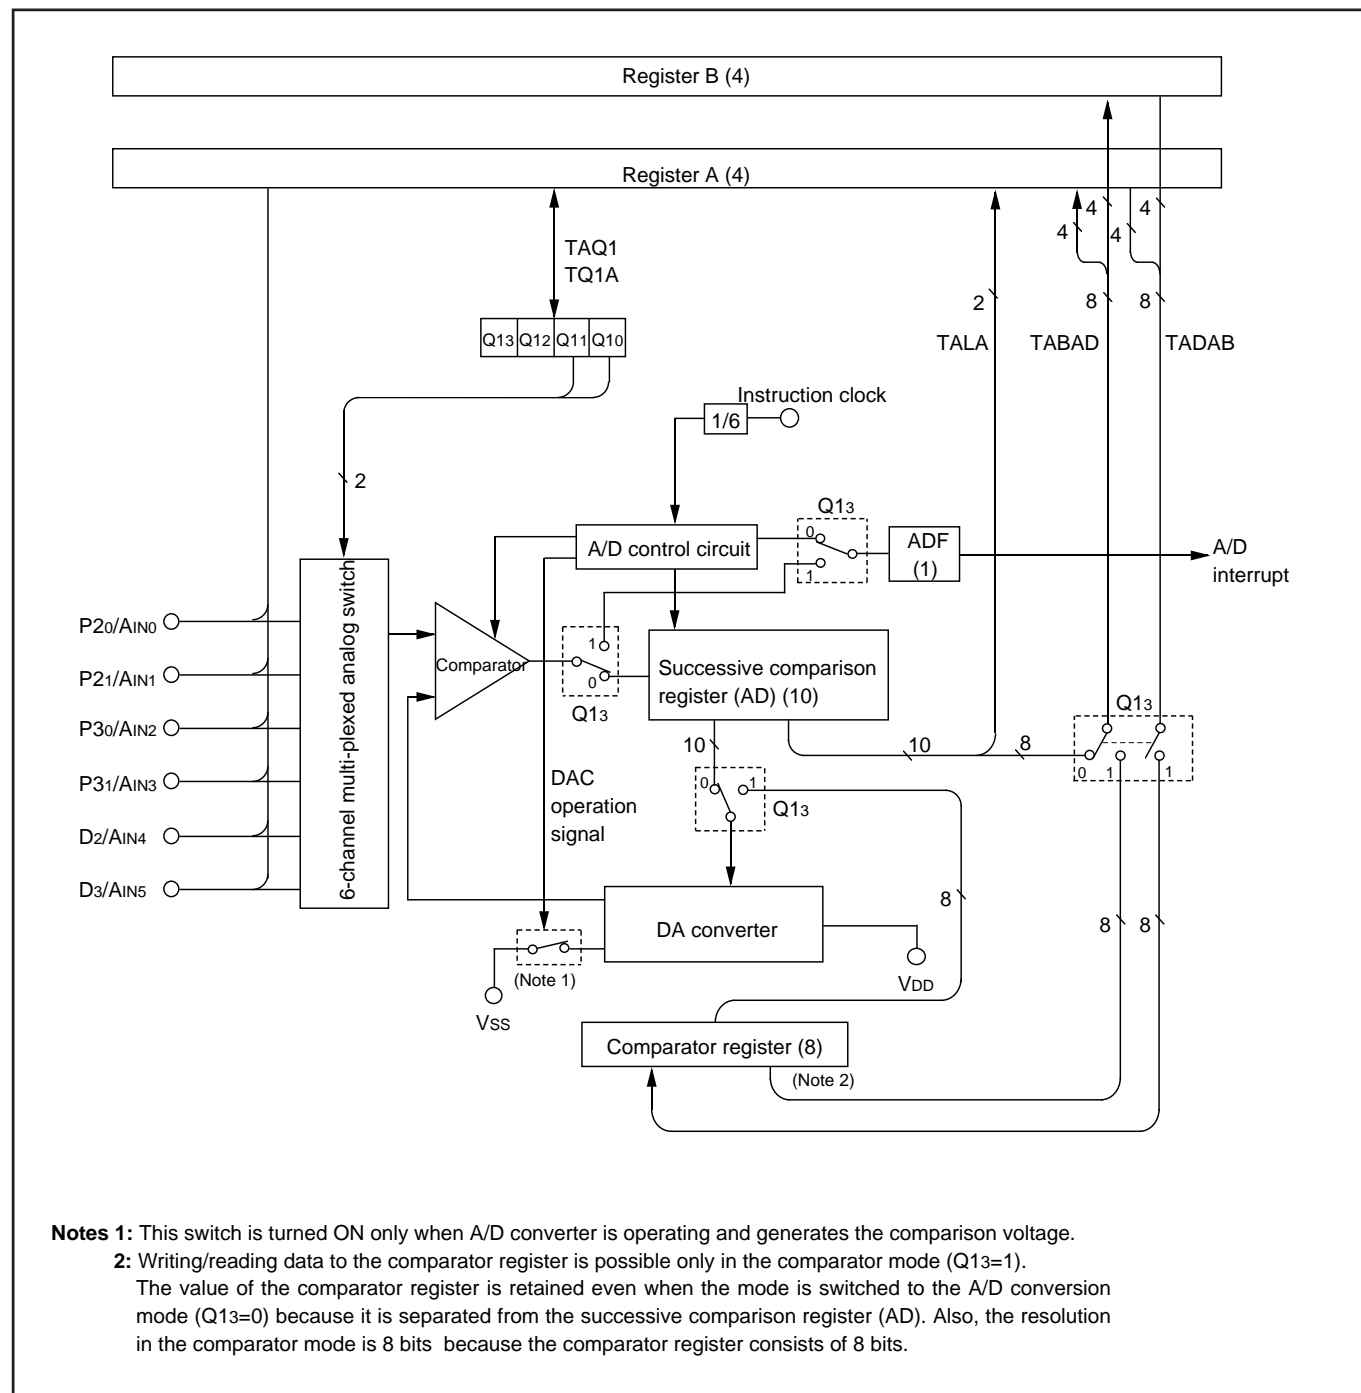 Register B (4)
Register A (4)
4 4
4 4
TAQ1
TQ1A
2 8 8
Q13 Q12 Q11 Q10
TALA TABAD TADAB
Instruction clock
1/6
2
Q13
0
1
A/D control circuit
ADF
(1)
A/D
interrupt
6-channel multi-plexed analog switch
P20/AIN0
P21/AIN1
P30/AIN2
P31/AIN3
D2/AIN4
D3/AIN5
Comparator
1
0
Q13
Successive comparison
register (AD) (10)
Q13
0 1 1
10
10 8
DAC
operation
signal
0 1
Q13
8
8 8
DA converter
(Note 1)
VSS
VDD
Comparator register (8)
(Note 2)
Notes 1: This switch is turned ON only when A/D converter is operating and generates the comparison voltage.
2: Writing/reading data to the comparator register is possible only in the comparator mode (Q13=1).
The value of the comparator register is retained even when the mode is switched to the A/D conversion
mode (Q13=0) because it is separated from the successive comparison register (AD). Also, the resolution
in the comparator mode is 8 bits because the comparator register consists of 8 bits.